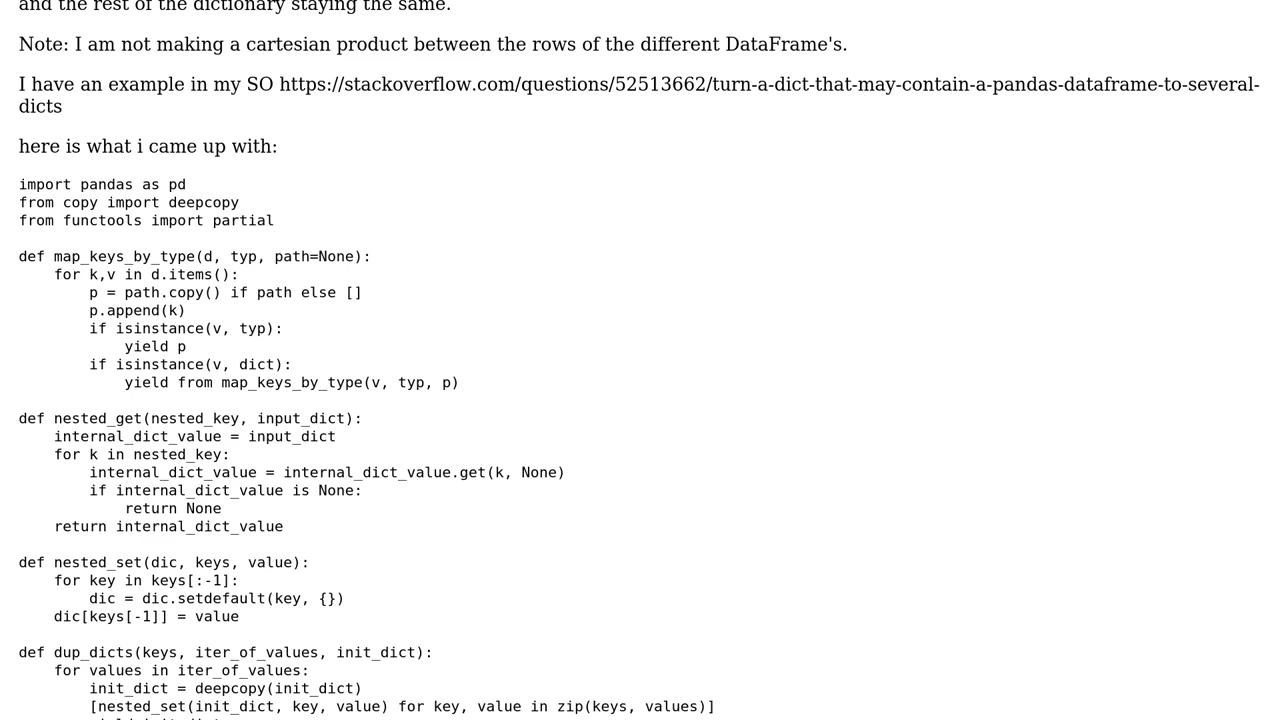 and the rest of the dictionary staying the same.
Note: I am not making a cartesian product between the rows of the different DataFrame's.
I have an example in my SO https://stackoverflow.com/questions/52513662/turn-a-dict-that-may-contain-a-pandas-dataframe-to-several-
dicts
here is what i came up with:
import pandas as pd
from copy import deepcopy
from functools import partial
def map_keys_by_type(d, typ, path=None):
    for k,v in d.items():
        p = path.copy() if path else []
        p.append(k)
        if isinstance(v, typ):
            yield p
        if isinstance(v, dict):
            yield from map_keys_by_type(v, typ, p)
def nested_get(nested_key, input_dict):
    internal_dict_value = input_dict
    for k in nested_key:
        internal_dict_value = internal_dict_value.get(k, None)
        if internal_dict_value is None:
            return None
    return internal_dict_value
def nested_set(dic, keys, value):
    for key in keys[:-1]:
        dic = dic.setdefault(key, {})
    dic[keys[-1]] = value
def dup_dicts(keys, iter_of_values, init_dict):
    for values in iter_of_values:
        init_dict = deepcopy(init_dict)
        [nested_set(init_dict, key, value) for key, value in zip(keys, values)]